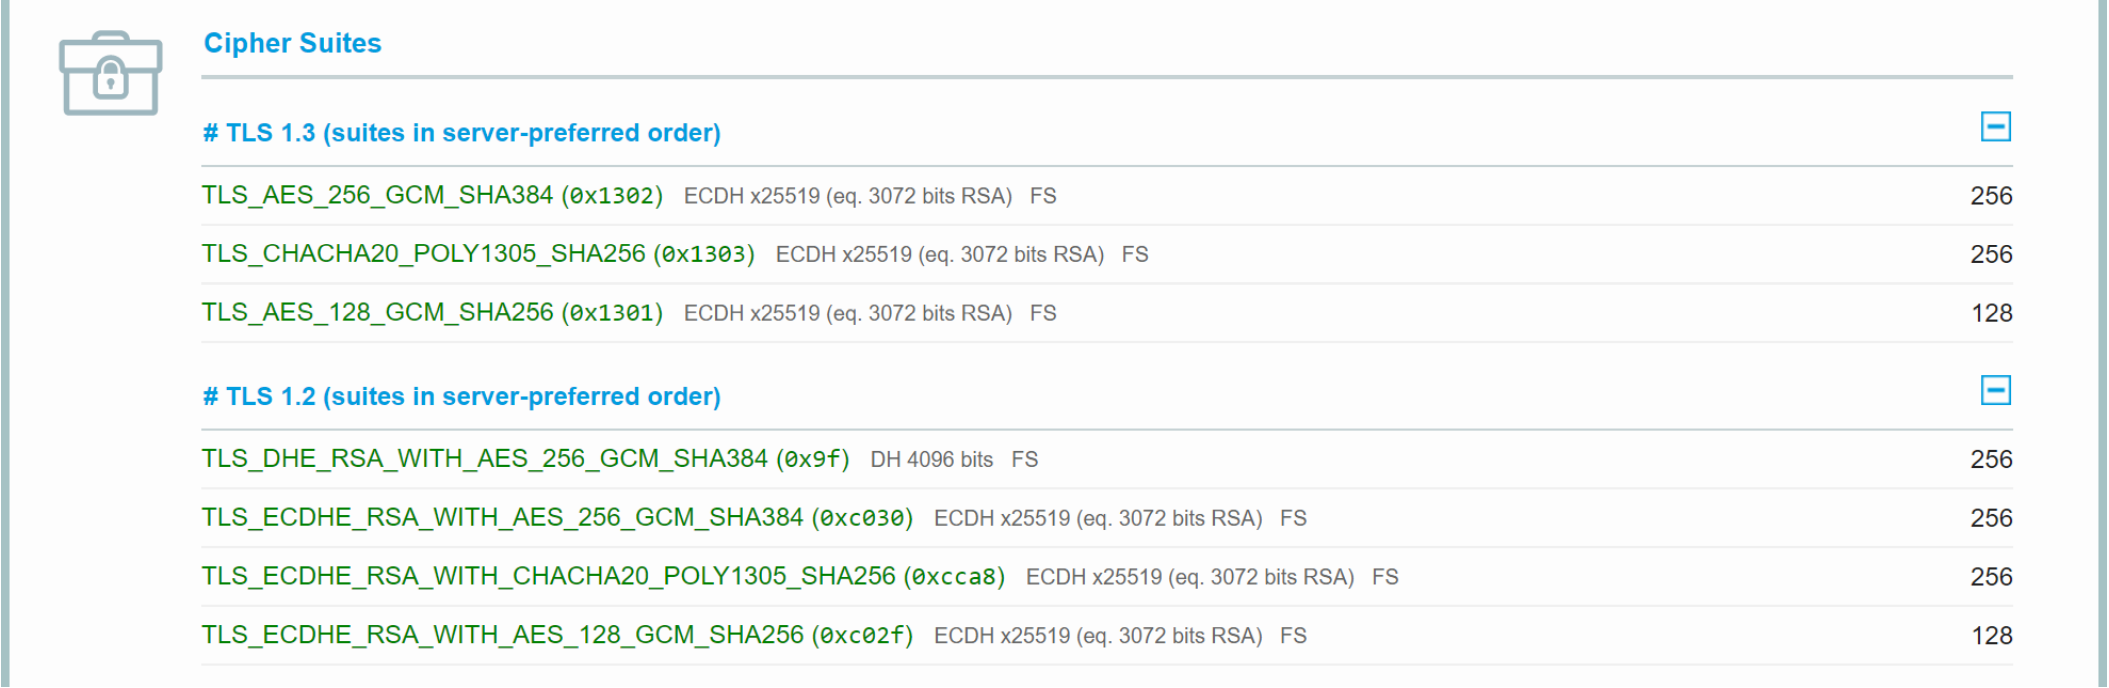 Cipher Suites
# TLS 1.3 (suites in server-preferred order)
TLS_AES_256_GCM_SHA384 (0x1302) ECDH x25519 (eq. 3072 bits RSA) FS 256
TLS_CHACHA20_POLY1305_SHA256 (0x1303) ECDH x25519 (eq. 3072 bits RSA) FS 256
TLS_AES_128_GCM_SHA256 (0x1301) ECDH x25519 (eq. 3072 bits RSA) FS 128
# TLS 1.2 (suites in server-preferred order)
TLS_DHE_RSA_WITH_AES_256_GCM_SHA384 (0x9f) DH 4096 bits FS 256
TLS_ECDHE_RSA_WITH_AES_256_GCM_SHA384 (0xc030) ECDH x25519 (eq. 3072 bits RSA) FS 256
TLS_ECDHE_RSA_WITH_CHACHA20_POLY1305_SHA256 (0xcca8) ECDH x25519 (eq. 3072 bits RSA) FS 256
TLS_ECDHE_RSA_WITH_AES_128_GCM_SHA256 (0xc02f) ECDH x25519 (eq. 3072 bits RSA) FS 128